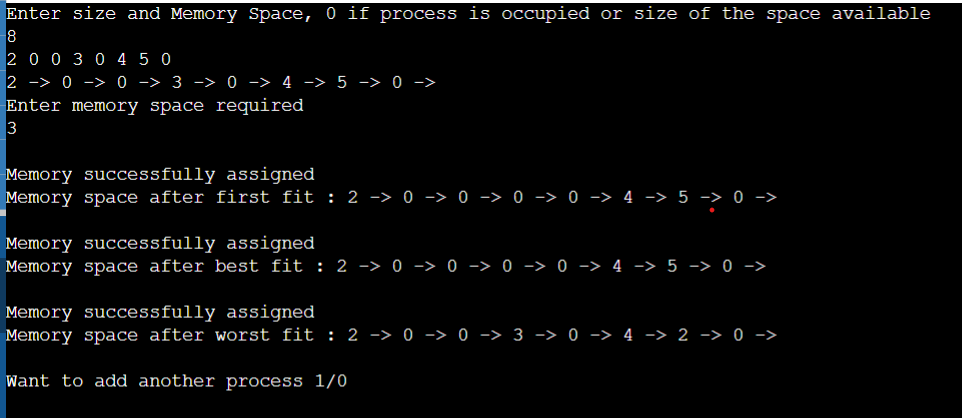 Enter size and Memory Space, 0 if process is occupied or size of the space available
8
2 0 0 3 0 4 5 0
2 -> 0 -> 0 -> 3 -> 0 -> 4 -> 5 -> 0 ->
Enter memory space required
3
Memory successfully assigned
Memory space after first fit : 2 -> 0 -> 0 -> 0 -> 0 -> 4 -> 5 -> 0 ->
Memory successfully assigned
Memory space after best fit : 2 -> 0 -> 0 -> 0 -> 0 -> 4 -> 5 -> 0 ->
Memory successfully assigned
Memory space after worst fit : 2 -> 0 -> 0 -> 3 -> 0 -> 4 -> 2 -> 0 ->
Want to add another process 1/0